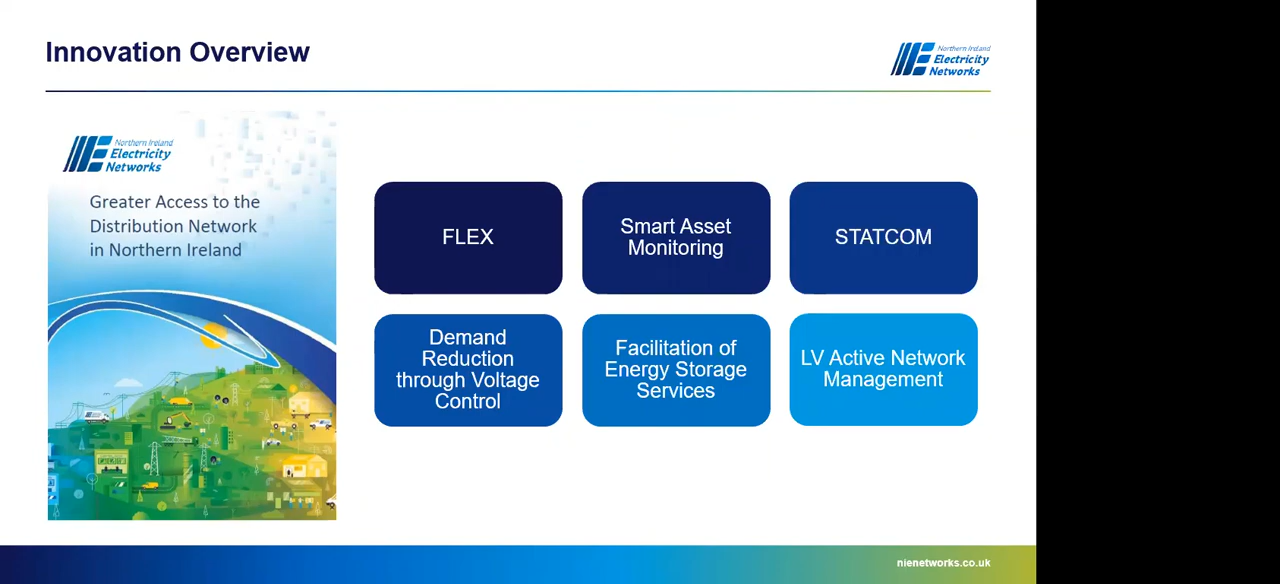 Innovation Overview
Northern Ireland
Electricity
Networks
Northern Ireland
Electricity
Networks
Greater Access to the
Distribution Network
in Northern Ireland
FLEX
Smart Asset
Monitoring
STATCOM
Demand
Reduction
through Voltage
Control
Facilitation of
Energy Storage
Services
LV Active Network
Management
nienetworks.co.uk